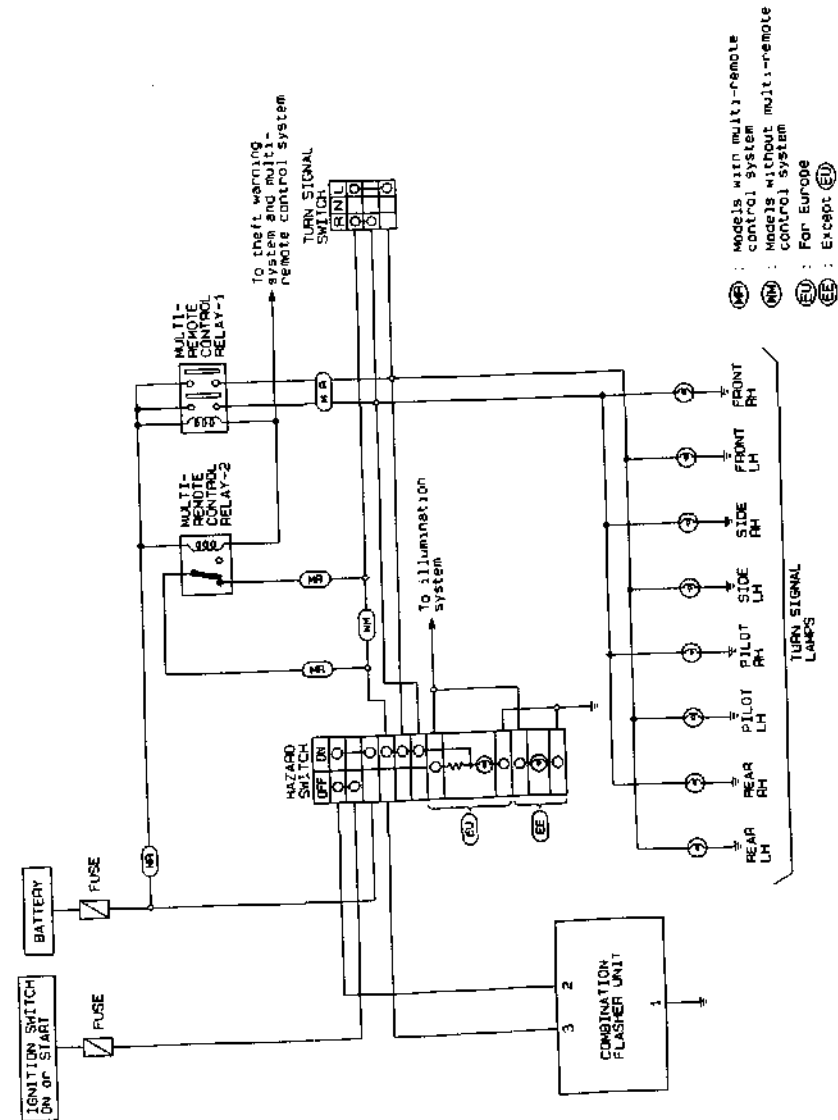 IGNITION SWITCH
ON or START
FUSE
BATTERY
FUSE
MR
HAZARD
SWITCH
OFF ON
EU
EE
COMBINATION
FLASHER UNIT
3
2
1
MULTI-
REMOTE
CONTROL
RELAY-2
MULTI-
REMOTE
CONTROL
RELAY-1
MR
MR
WM
MR
To illumination
system
To theft warning
system and multi-
remote control system
TURN SIGNAL
SWITCH
R N L
REAR
LH
REAR
RH
PILOT
LH
PILOT
RH
SIDE
LH
SIDE
RH
FRONT
LH
FRONT
RH
TURN SIGNAL
LAMPS
MR : Models with multi-remote
control system
WM : Models without multi-remote
control system
EU : For Europe
EE : Except EU